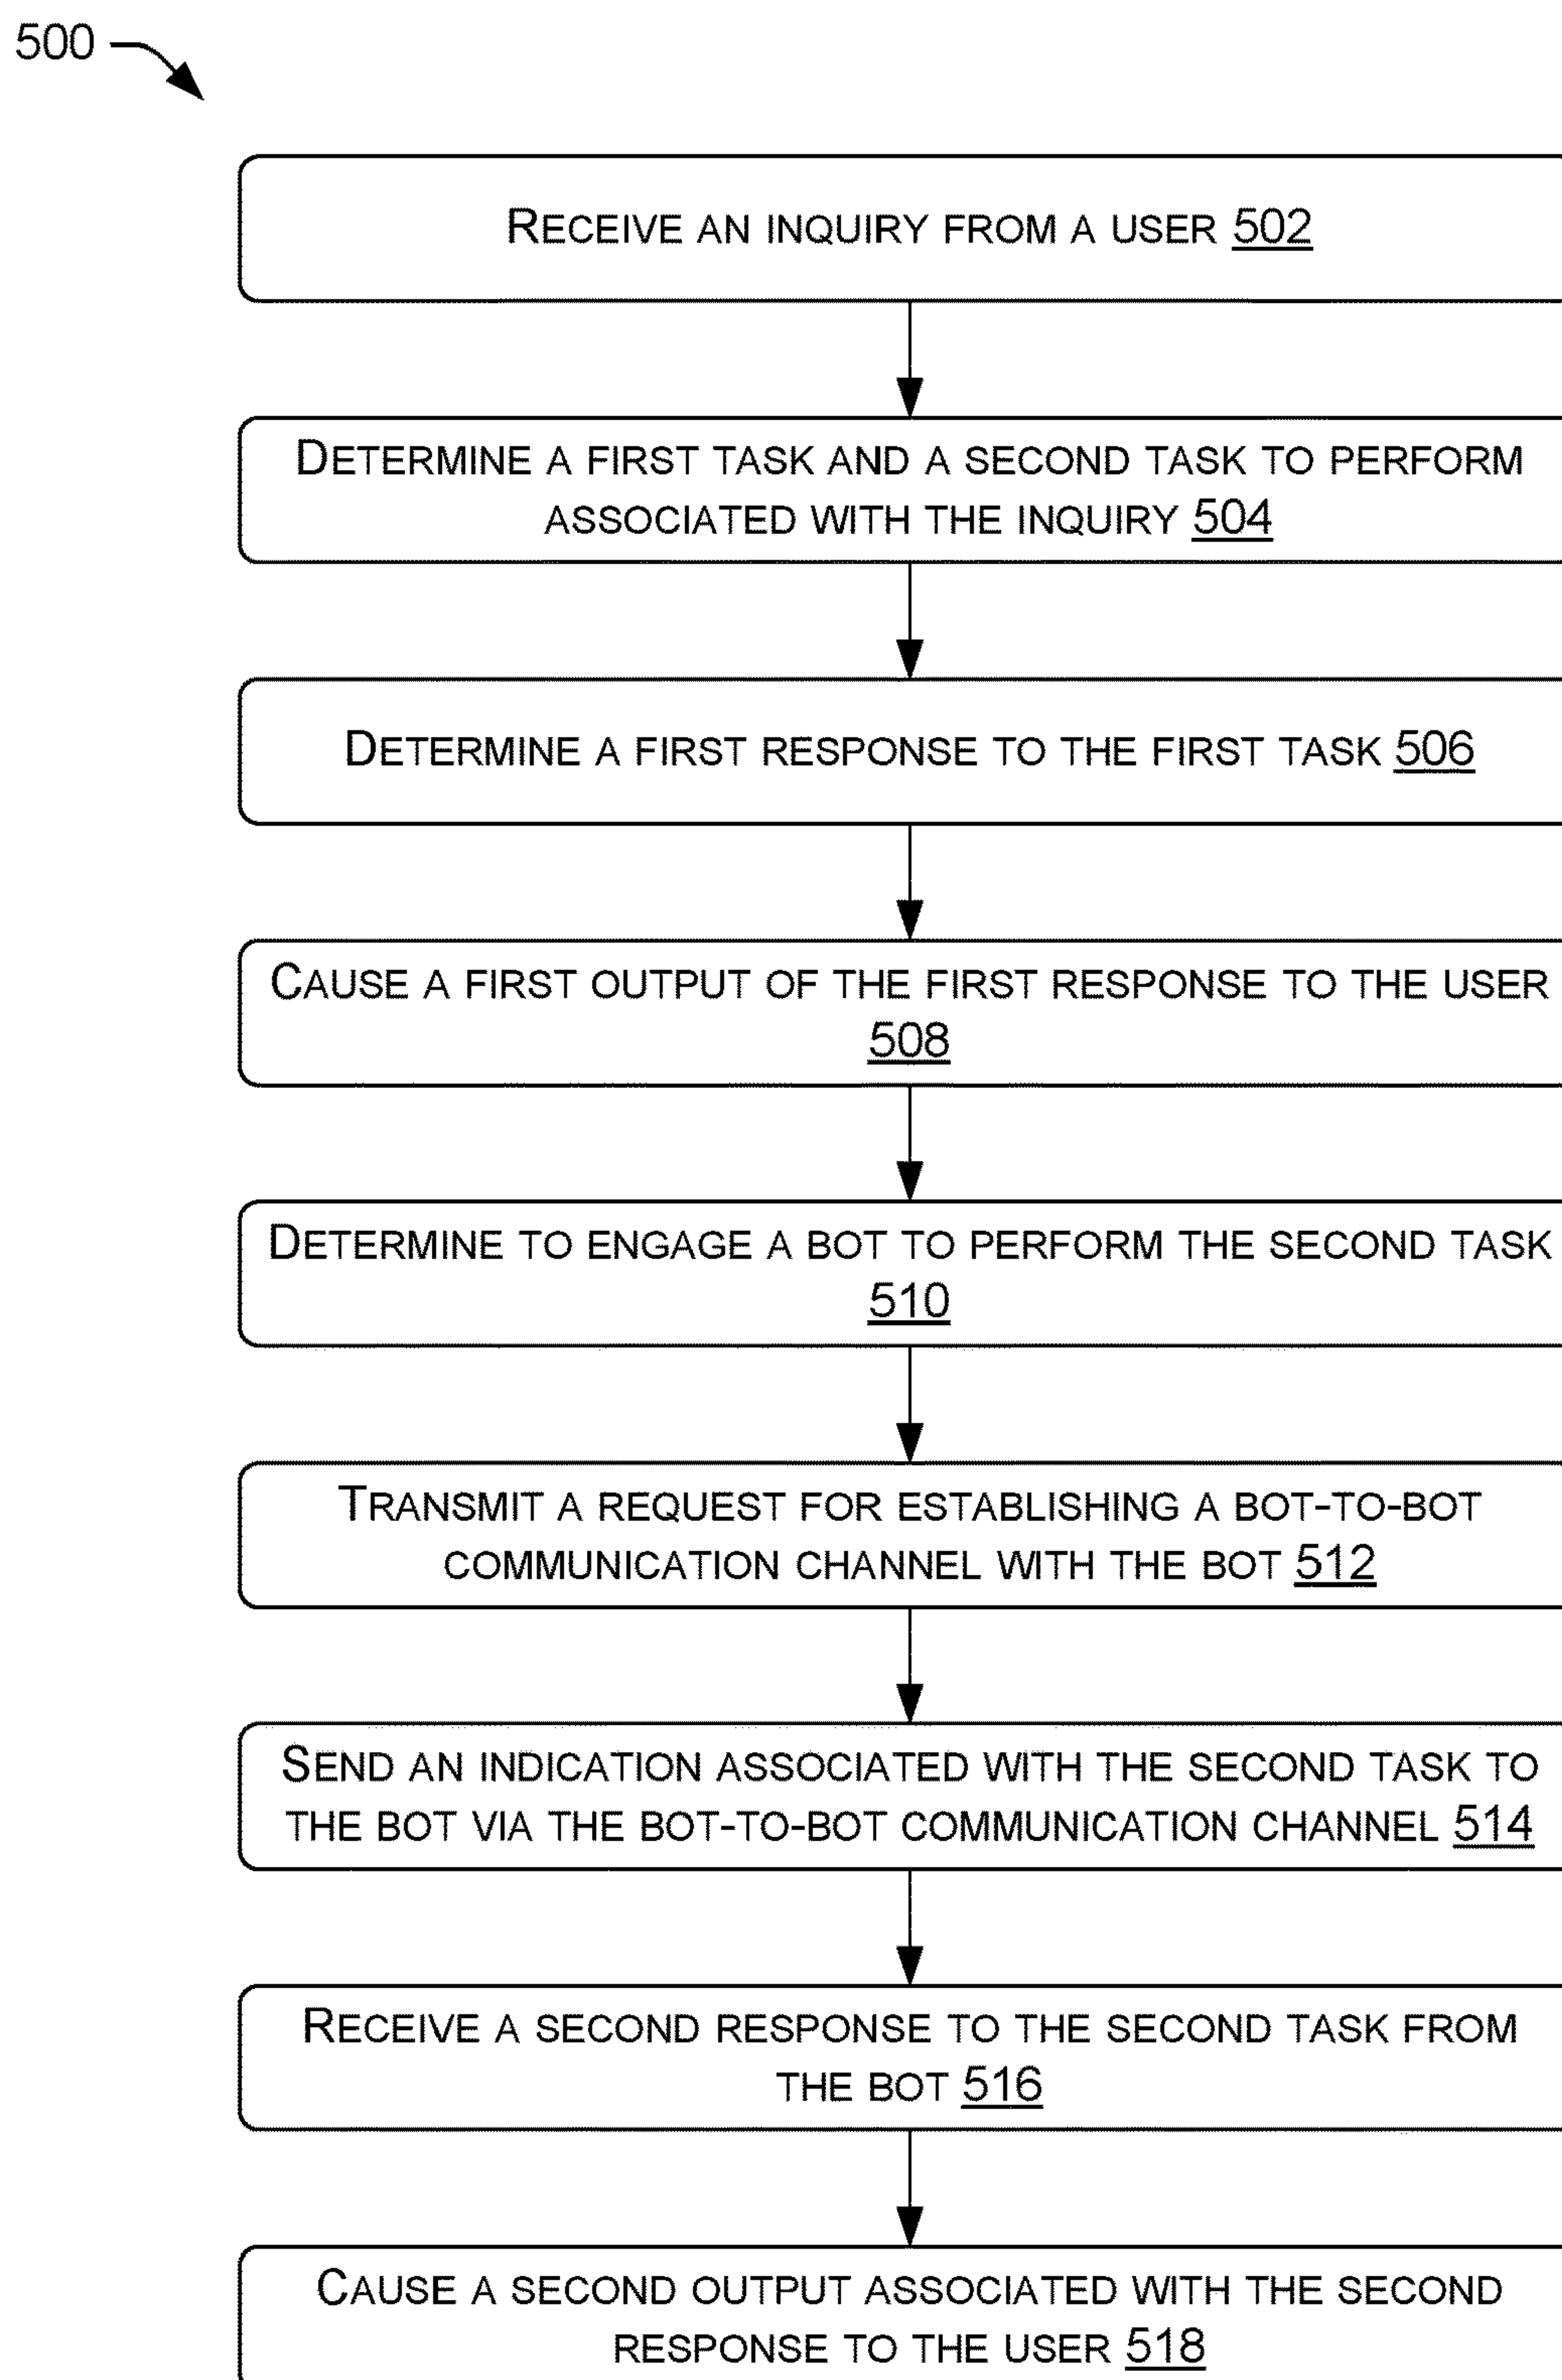 500
RECEIVE AN INQUIRY FROM A USER 502
DETERMINE A FIRST TASK AND A SECOND TASK TO PERFORM
ASSOCIATED WITH THE INQUIRY 504
DETERMINE A FIRST RESPONSE TO THE FIRST TASK 506
CAUSE A FIRST OUTPUT OF THE FIRST RESPONSE TO THE USER
508
DETERMINE TO ENGAGE A BOT TO PERFORM THE SECOND TASK
510
TRANSMIT A REQUEST FOR ESTABLISHING A BOT-TO-BOT
COMMUNICATION CHANNEL WITH THE BOT 512
SEND AN INDICATION ASSOCIATED WITH THE SECOND TASK TO
THE BOT VIA THE BOT-TO-BOT COMMUNICATION CHANNEL 514
RECEIVE A SECOND RESPONSE TO THE SECOND TASK FROM
THE BOT 516
CAUSE A SECOND OUTPUT ASSOCIATED WITH THE SECOND
RESPONSE TO THE USER 518